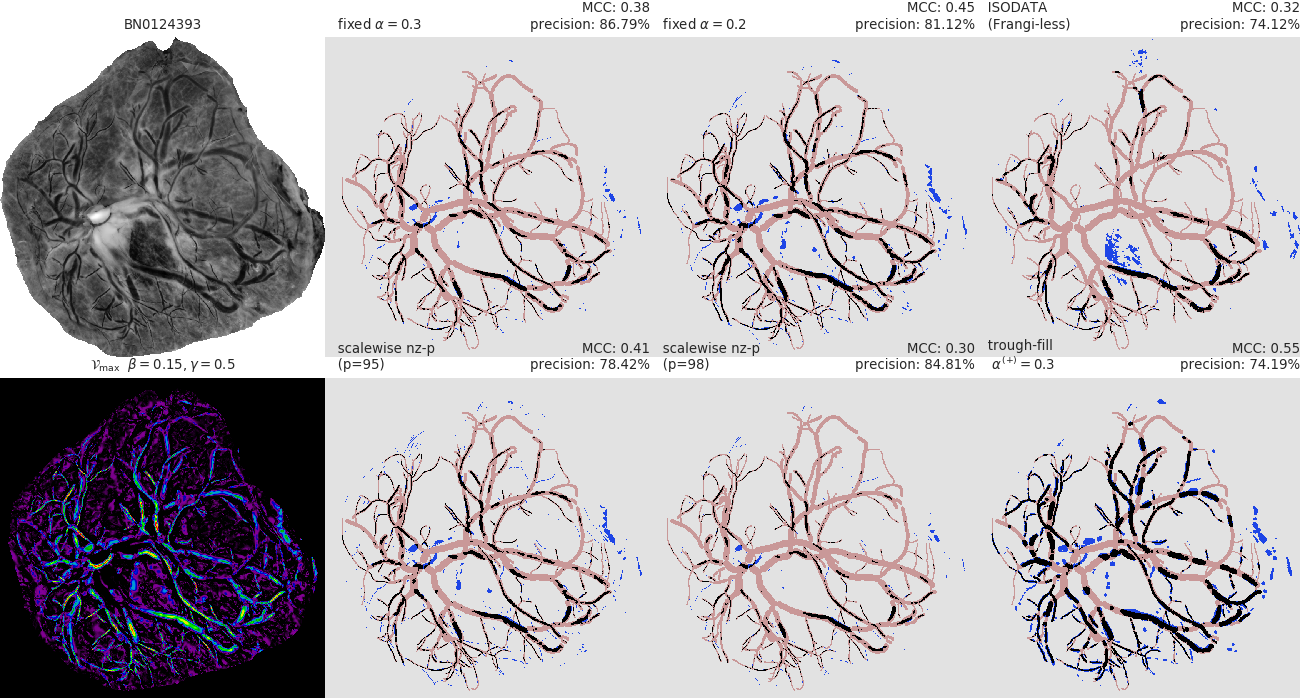 BN0124393
fixed α = 0.3
MCC: 0.38
precision: 86.79%
fixed α = 0.2
MCC: 0.45
precision: 81.12%
ISODATA
(Frangi-less)
MCC: 0.32
precision: 74.12%
𝒱max β = 0.15, γ = 0.5
scalewise nz-p
(p=95)
MCC: 0.41
precision: 78.42%
scalewise nz-p
(p=98)
MCC: 0.30
precision: 84.81%
trough-fill
α(+) = 0.3
MCC: 0.55
precision: 74.19%